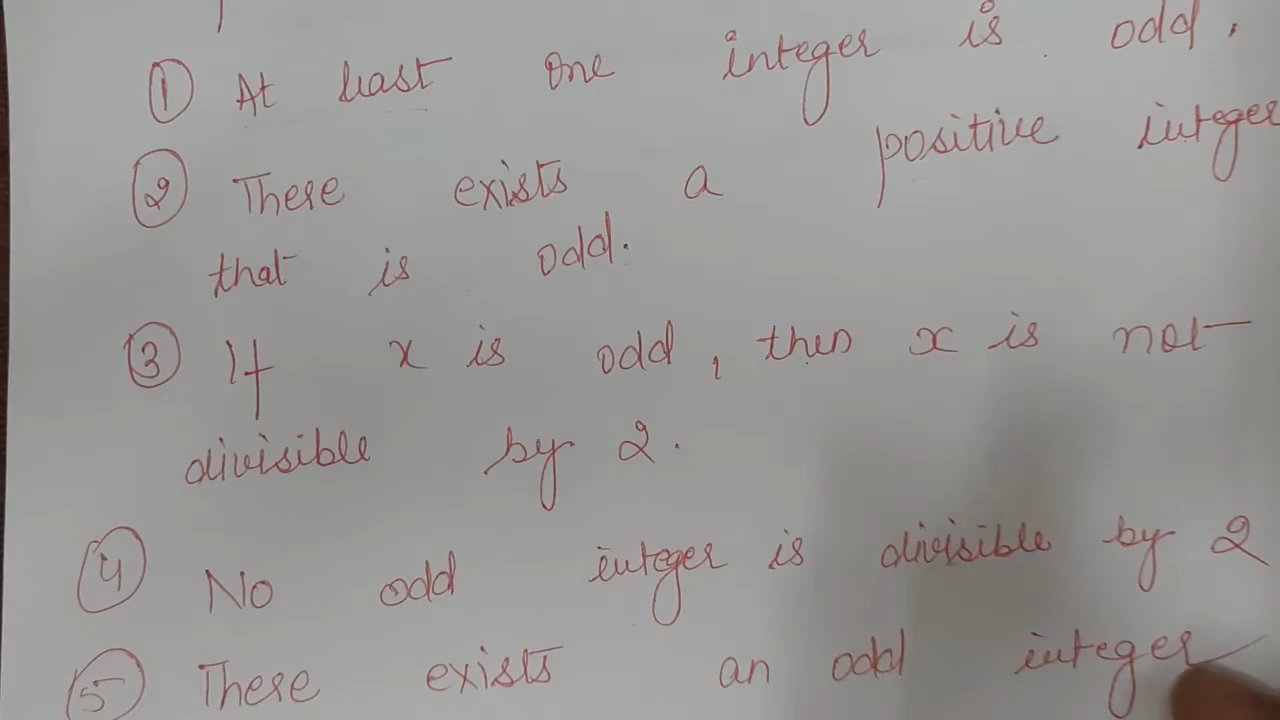 ① At least one integer is odd.
② There exists a positive integer
that is odd.
③ If x is odd, then x is not
divisible by 2.
④ No odd integer is divisible by 2
⑤ There exists an odd integer